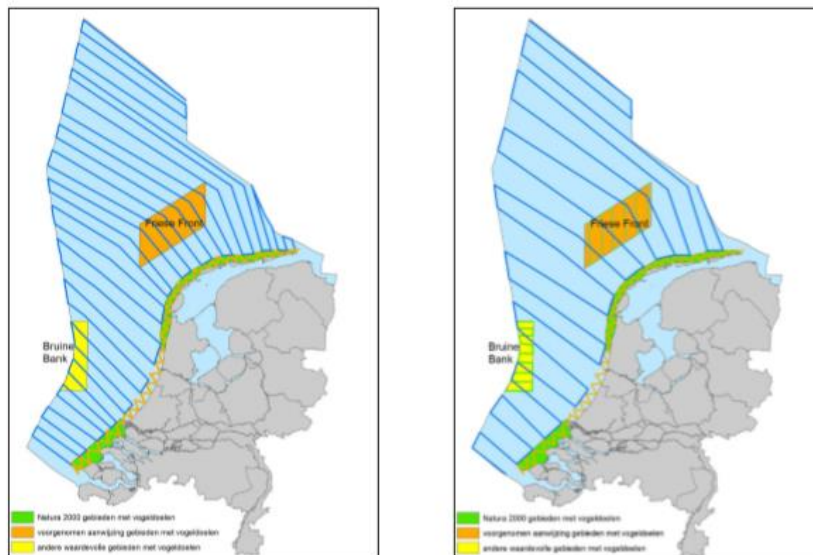 Friese Front
Bruine
Bank
Natura 2000 gebieden met vogeldoelen
voorgenomen aanwijzing gebieden met vogeldoelen
andere waardevolle gebieden met vogeldoelen
Friese Front
Bruine
Bank
Natura 2000 gebieden met vogeldoelen
voorgenomen aanwijzing gebieden met vogeldoelen
andere waardevolle gebieden met vogeldoelen